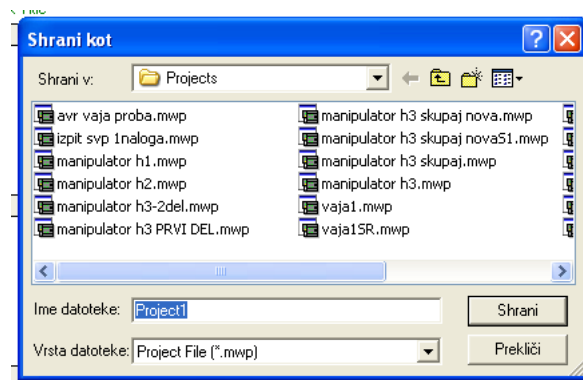 Shrani kot
Shrani v: Projects
avr vaja proba.mwp
izpit svp 1naloga.mwp
manipulator h1.mwp
manipulator h2.mwp
manipulator h3-2del.mwp
manipulator h3 PRVI DEL.mwp
manipulator h3 skupaj nova.mwp
manipulator h3 skupaj novaS1.mwp
manipulator h3 skupaj.mwp
manipulator h3.mwp
vaja1.mwp
vaja1SR.mwp
Ime datoteke: Project1 Shrani
Vrsta datoteke: Project File (*.mwp) Prekliči